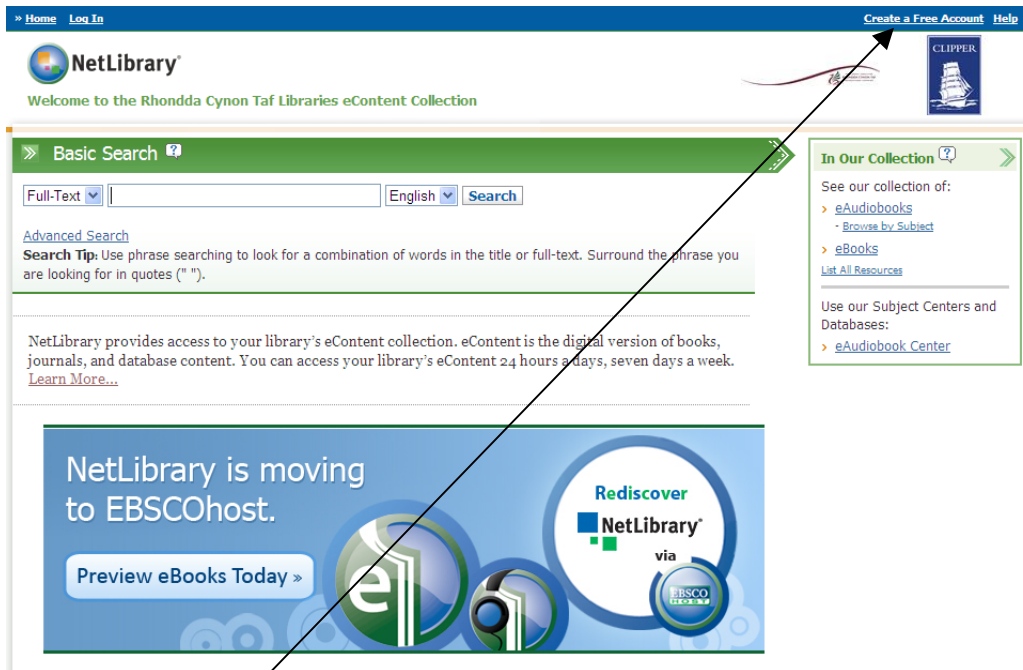 » Home Log In Create a Free Account Help
NetLibrary®
CLIPPER
Welcome to the Rhondda Cynon Taf Libraries eContent Collection
Basic Search ?
Full-Text English Search
Advanced Search
Search Tip: Use phrase searching to look for a combination of words in the title or full-text. Surround the phrase you
are looking for in quotes (" ").
In Our Collection ?
See our collection of:
› eAudiobooks
- Browse by Subject
› eBooks
List All Resources
Use our Subject Centers and
Databases:
› eAudiobook Center
NetLibrary provides access to your library's eContent collection. eContent is the digital version of books,
journals, and database content. You can access your library's eContent 24 hours a days, seven days a week.
Learn More...
NetLibrary is moving
to EBSCOhost.
Preview eBooks Today »
e
Rediscover
NetLibrary®
via
EBSCO
HOST